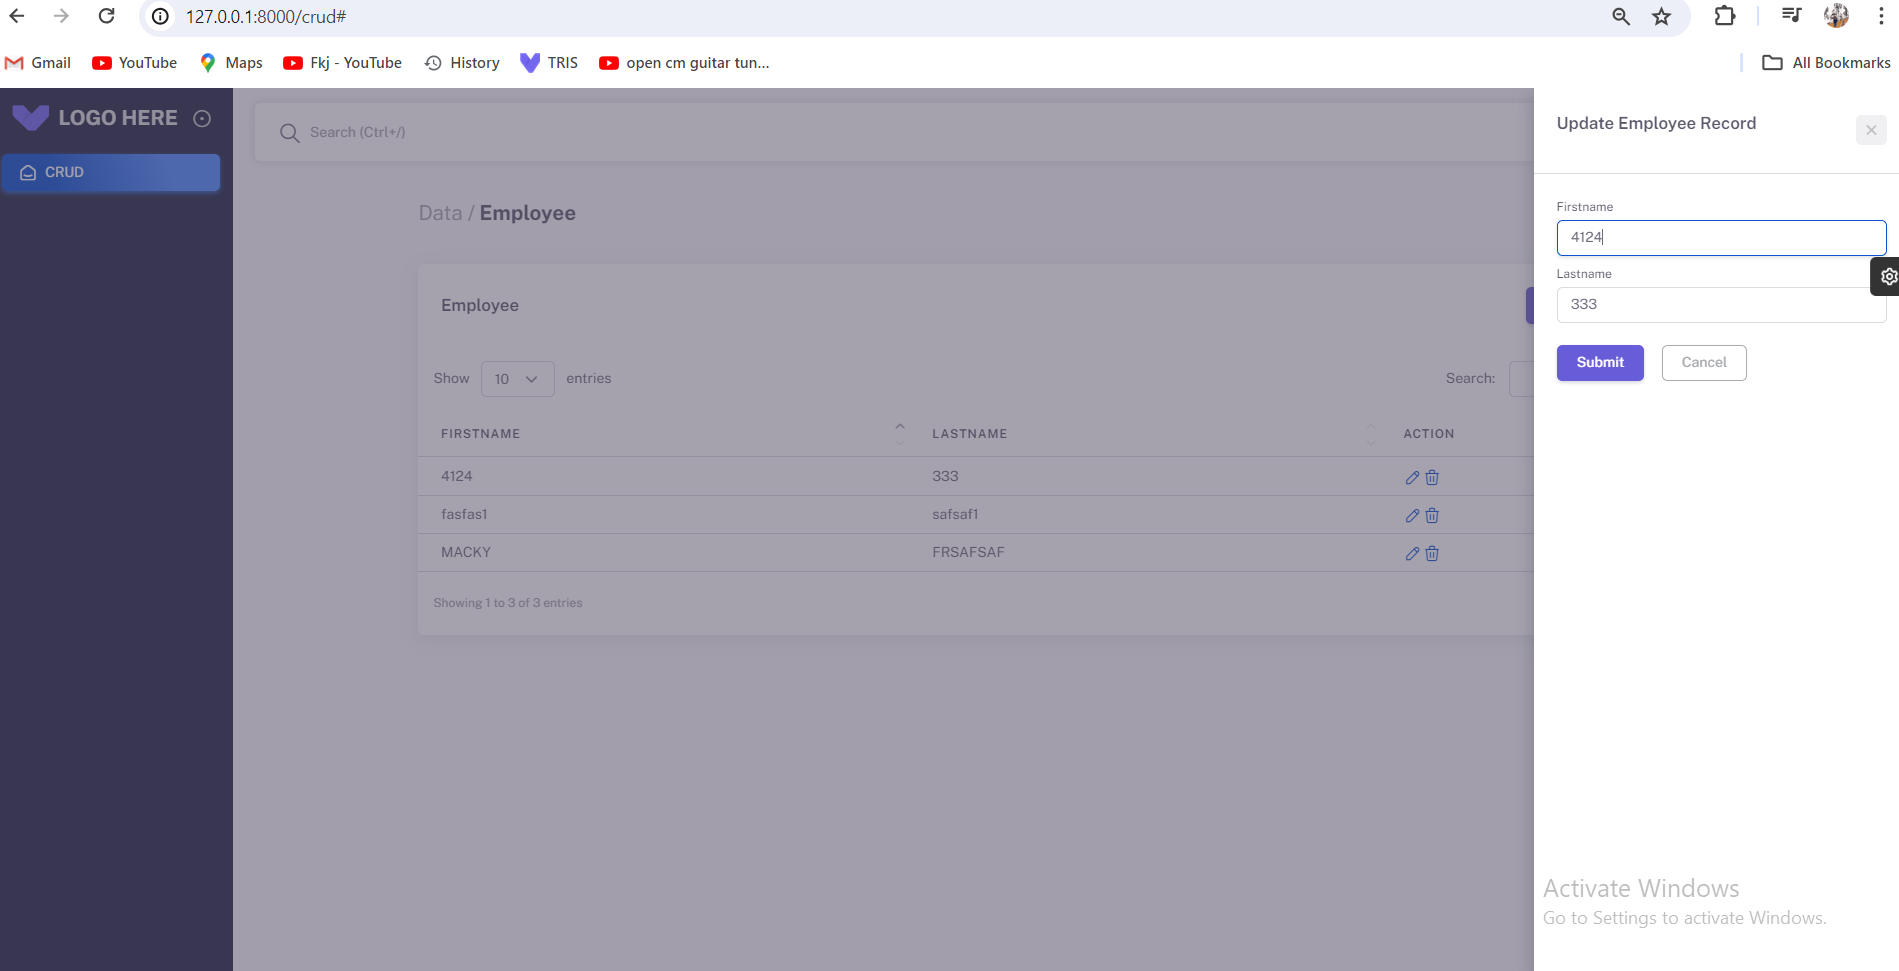 127.0.0.1:8000/crud#
Gmail YouTube Maps Fkj - YouTube History TRIS open cm guitar tun... All Bookmarks
LOGO HERE
CRUD
Search (Ctrl+/)
Data / Employee
Employee
Show 10 entries Search:
FIRSTNAME LASTNAME ACTION
4124 333
fasfas1 safsaf1
MACKY FRSAFSAF
Showing 1 to 3 of 3 entries
Update Employee Record
Firstname
4124
Lastname
333
Submit Cancel
Activate Windows
Go to Settings to activate Windows.